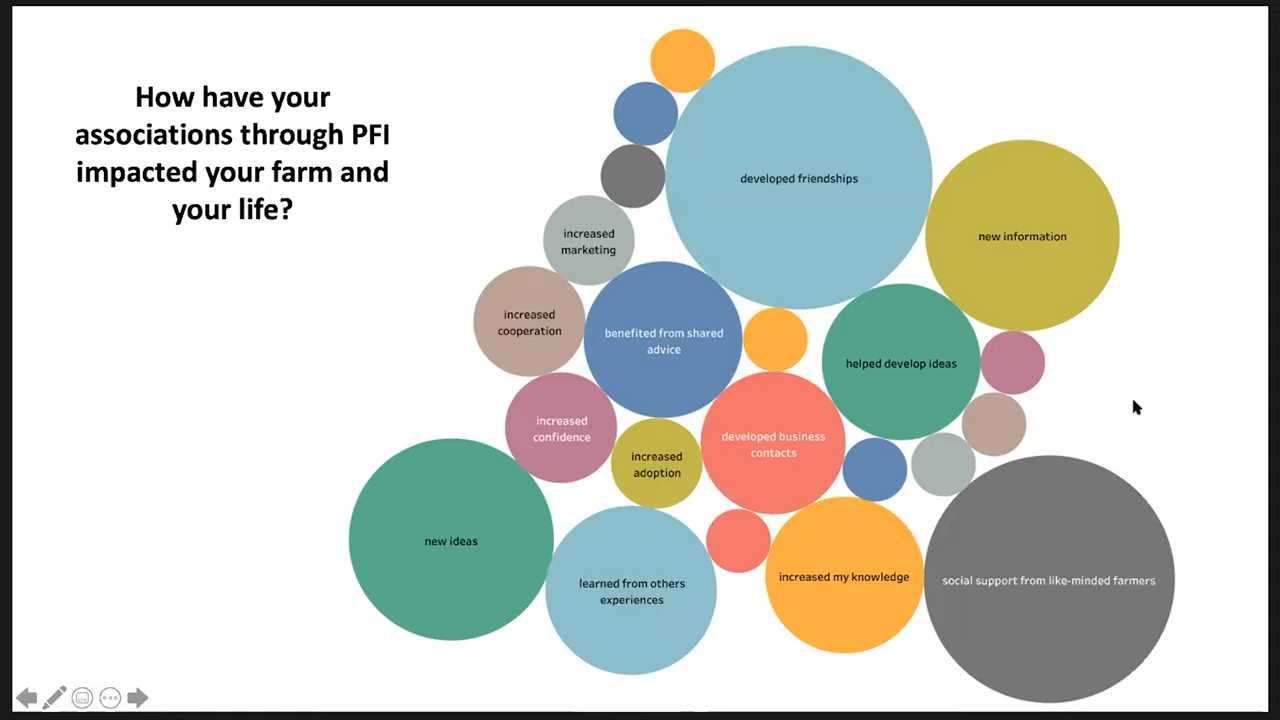 How have your
associations through PFI
impacted your farm and
your life?
developed friendships
new information
increased
marketing
increased
cooperation
benefited from shared
advice
helped develop ideas
increased
confidence
increased
adoption
developed business
contacts
new ideas
learned from others
experiences
increased my knowledge
social support from like-minded farmers